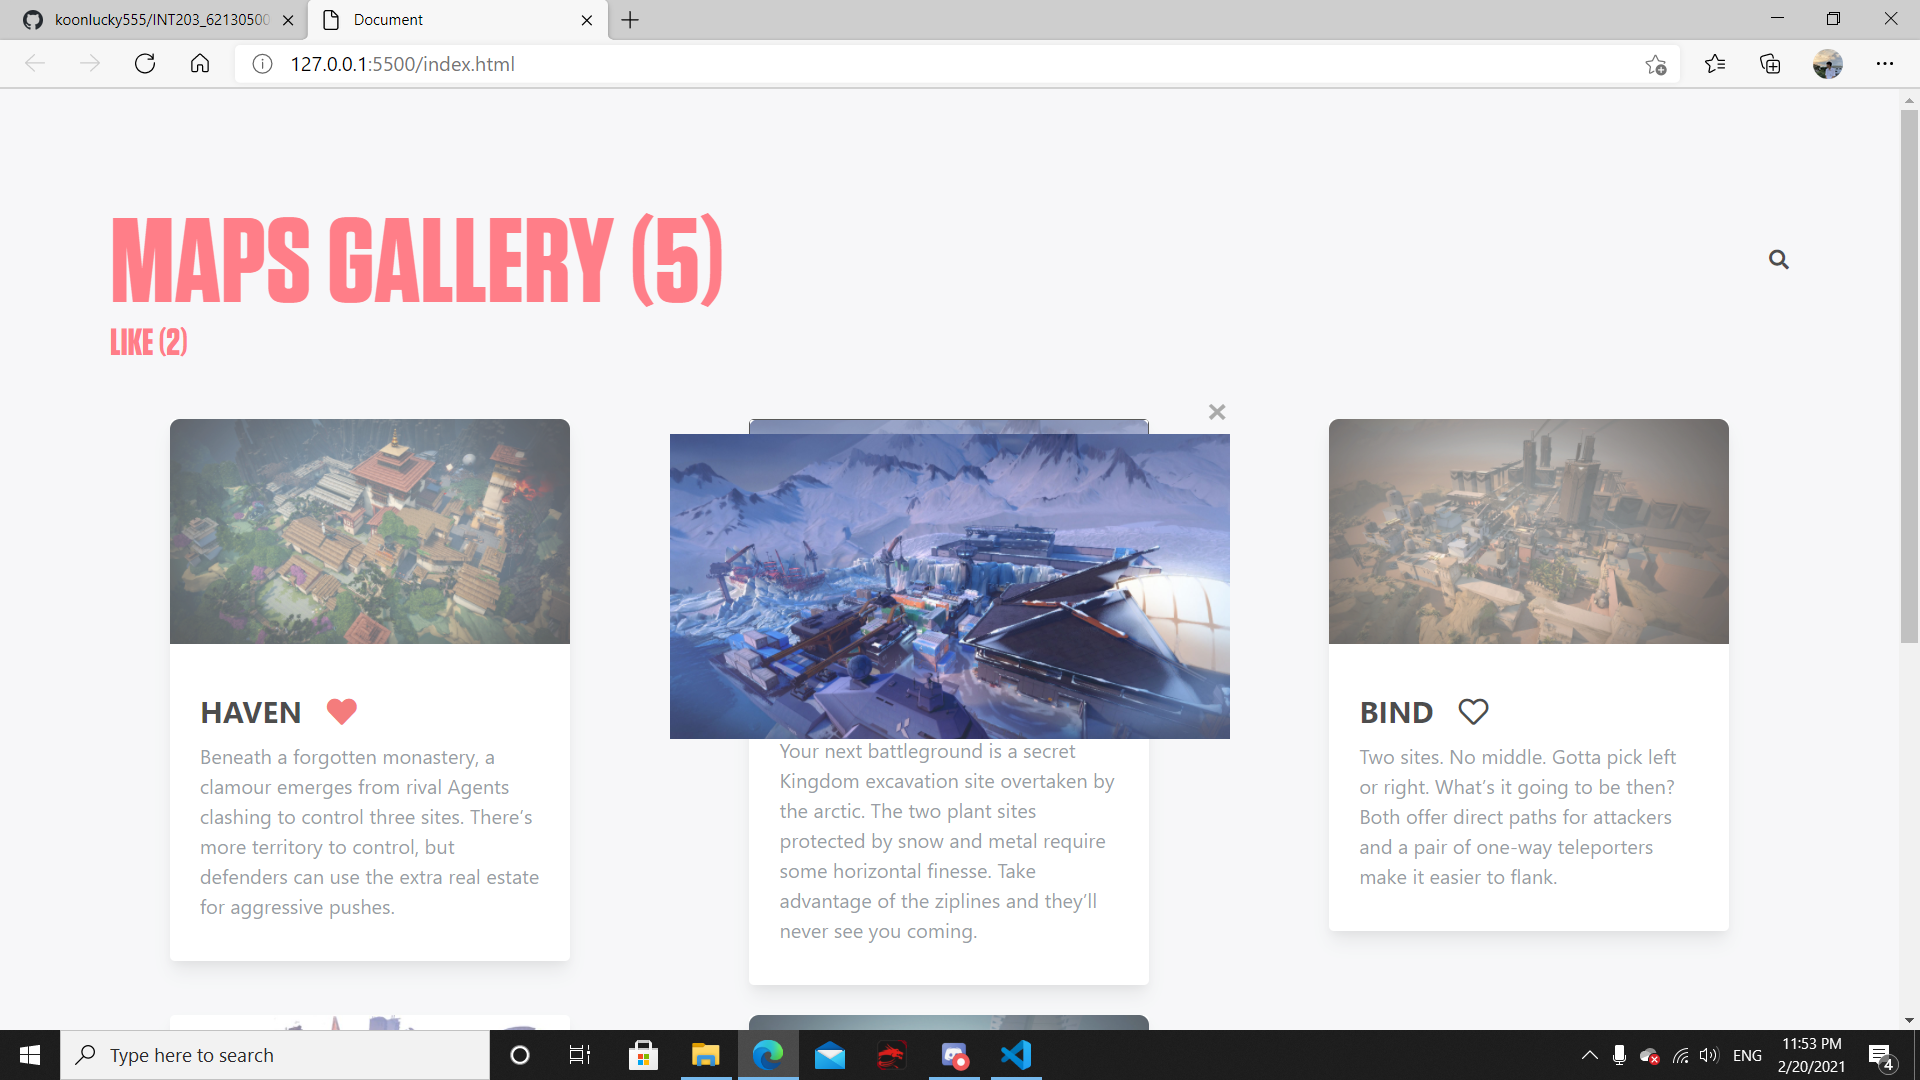 koonlucky555/INT203_62130500
Document
127.0.0.1:5500/index.html
MAPS GALLERY (5)
LIKE (2)
HAVEN
Beneath a forgotten monastery, a
clamour emerges from rival Agents
clashing to control three sites. There’s
more territory to control, but
defenders can use the extra real estate
for aggressive pushes.
Your next battleground is a secret
Kingdom excavation site overtaken by
the arctic. The two plant sites
protected by snow and metal require
some horizontal finesse. Take
advantage of the ziplines and they’ll
never see you coming.
BIND
Two sites. No middle. Gotta pick left
or right. What’s it going to be then?
Both offer direct paths for attackers
and a pair of one-way teleporters
make it easier to flank.
Type here to search
ENG
11:53 PM
2/20/2021
4